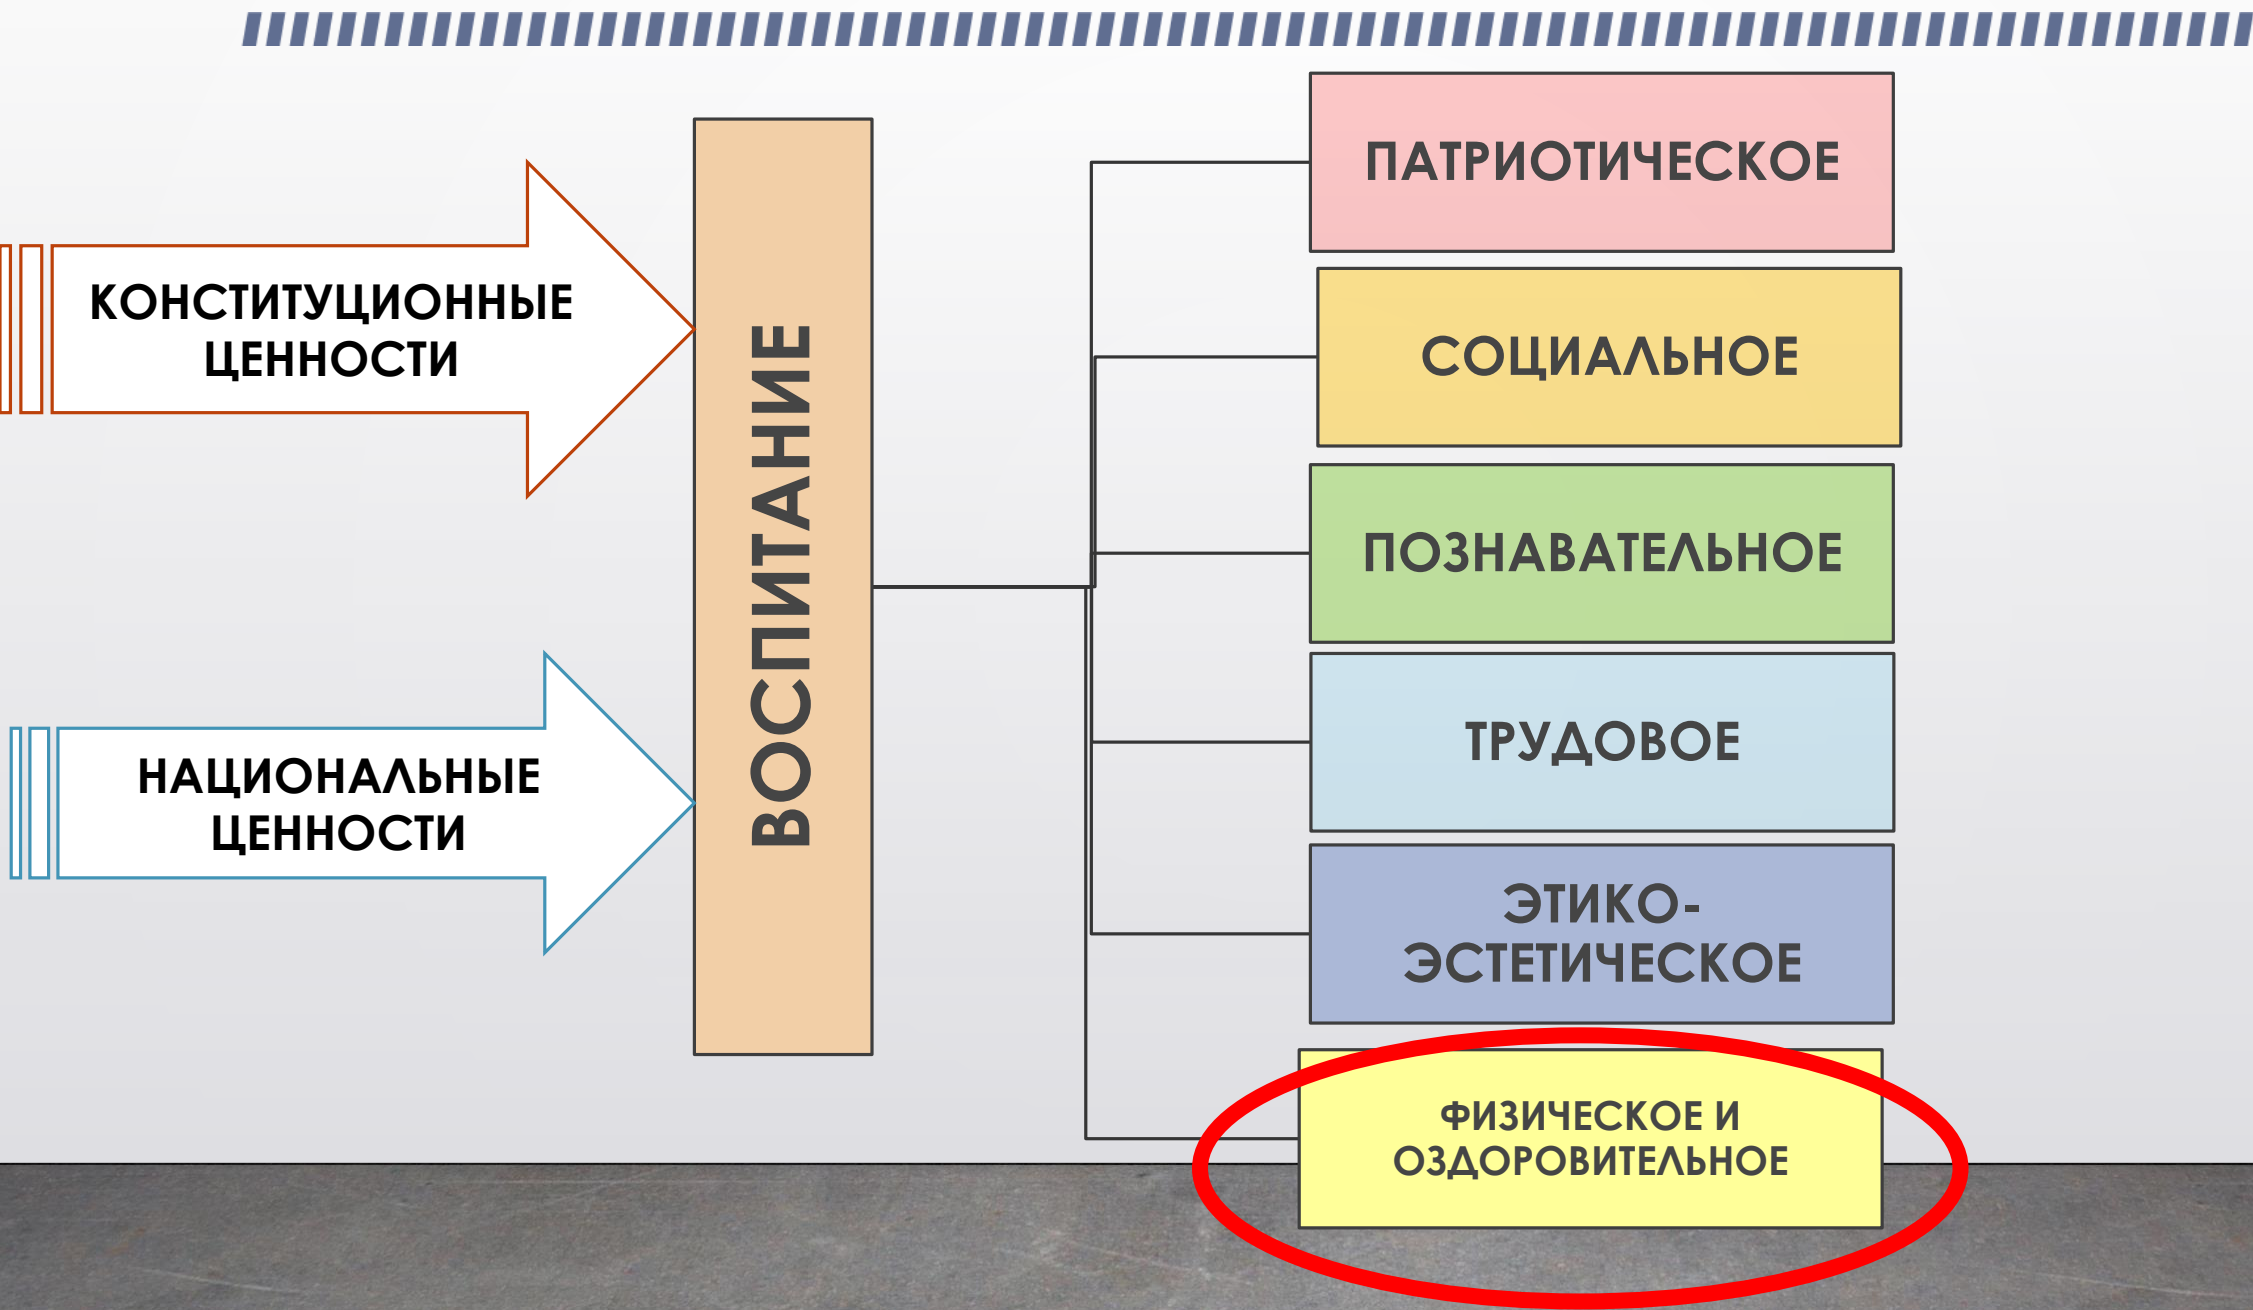 КОНСТИТУЦИОННЫЕ
ЦЕННОСТИ
НАЦИОНАЛЬНЫЕ
ЦЕННОСТИ
ВОСПИТАНИЕ
ПАТРИОТИЧЕСКОЕ
СОЦИАЛЬНОЕ
ПОЗНАВАТЕЛЬНОЕ
ТРУДОВОЕ
ЭТИКО-
ЭСТЕТИЧЕСКОЕ
ФИЗИЧЕСКОЕ И
ОЗДОРОВИТЕЛЬНОЕ